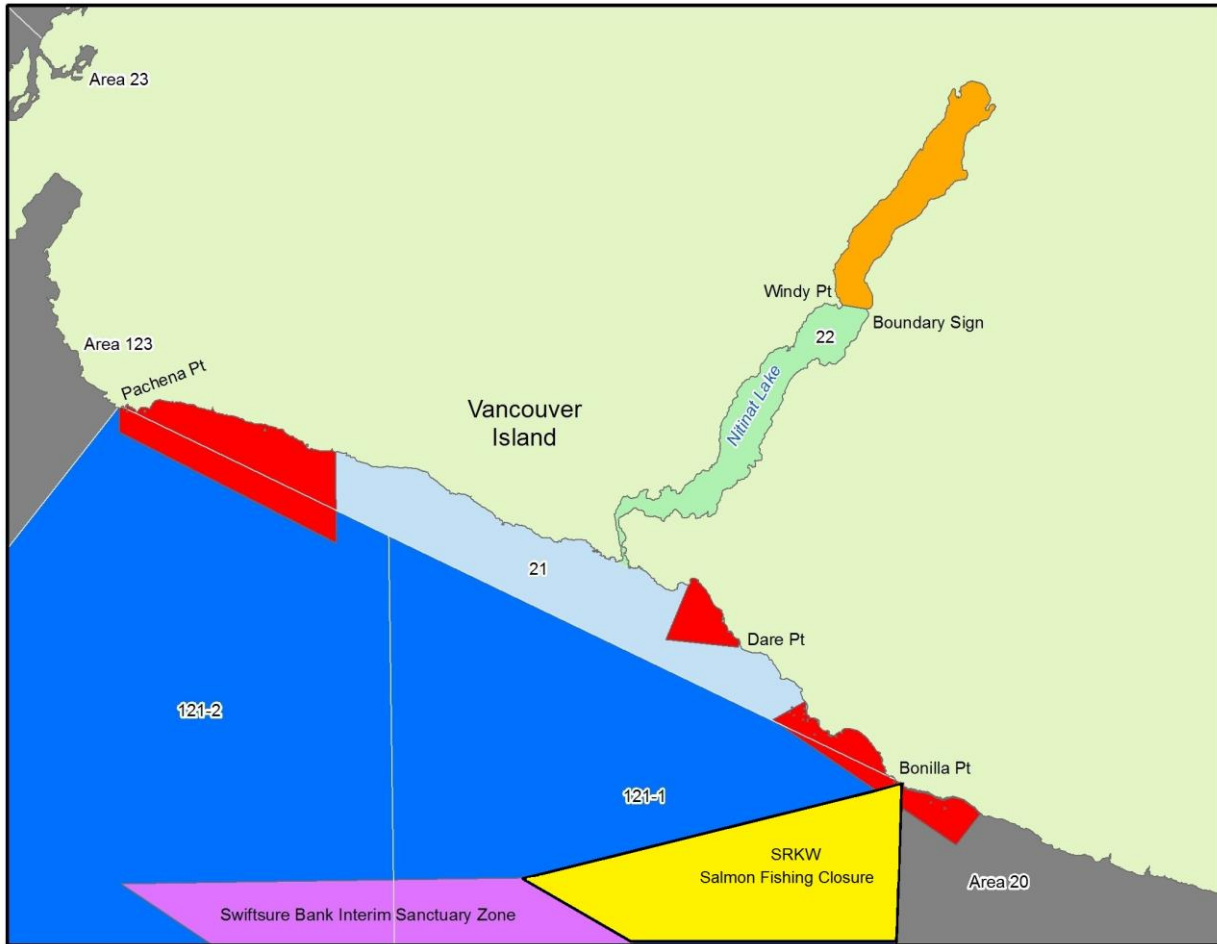 Area 23
Windy Pt
Boundary Sign
22
Nitinat Lake
Area 123
Pachena Pt
Vancouver
Island
21
Dare Pt
121-2
121-1
Bonilla Pt
SRKW
Salmon Fishing Closure
Area 20
Swiftsure Bank Interim Sanctuary Zone